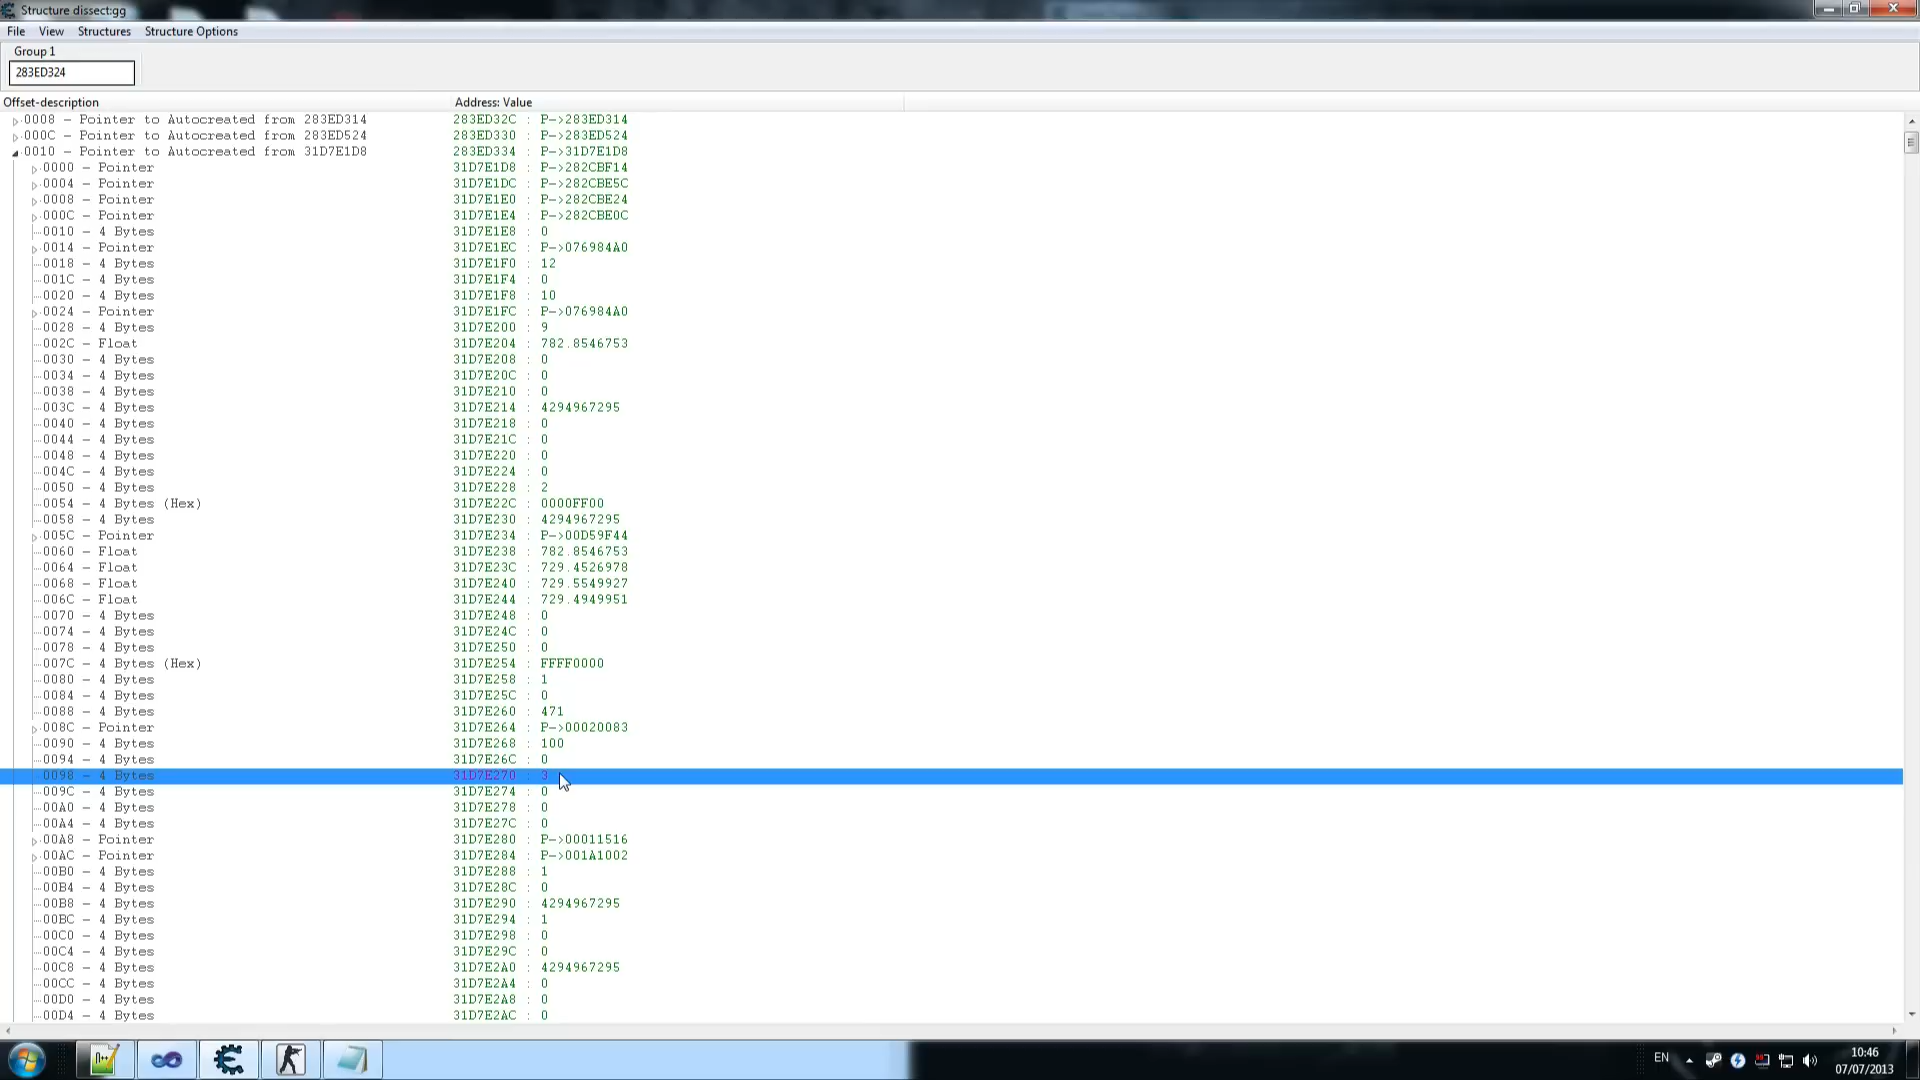 Structure dissect:gg
File View Structures Structure Options
Group 1
283ED324
Offset-description Address: Value
0008 - Pointer to Autocreated from 283ED314 283ED32C : P->283ED314
000C - Pointer to Autocreated from 283ED524 283ED330 : P->283ED524
0010 - Pointer to Autocreated from 31D7E1D8 283ED334 : P->31D7E1D8
0000 - Pointer 31D7E1D8 : P->282CBF14
0004 - Pointer 31D7E1DC : P->282CBE5C
0008 - Pointer 31D7E1E0 : P->282CBE24
000C - Pointer 31D7E1E4 : P->282CBE0C
0010 - 4 Bytes 31D7E1E8 : 0
0014 - Pointer 31D7E1EC : P->076984A0
0018 - 4 Bytes 31D7E1F0 : 12
001C - 4 Bytes 31D7E1F4 : 0
0020 - 4 Bytes 31D7E1F8 : 10
0024 - Pointer 31D7E1FC : P->076984A0
0028 - 4 Bytes 31D7E200 : 9
002C - Float 31D7E204 : 782.8546753
0030 - 4 Bytes 31D7E208 : 0
0034 - 4 Bytes 31D7E20C : 0
0038 - 4 Bytes 31D7E210 : 0
003C - 4 Bytes 31D7E214 : 4294967295
0040 - 4 Bytes 31D7E218 : 0
0044 - 4 Bytes 31D7E21C : 0
0048 - 4 Bytes 31D7E220 : 0
004C - 4 Bytes 31D7E224 : 0
0050 - 4 Bytes 31D7E228 : 2
0054 - 4 Bytes (Hex) 31D7E22C : 0000FF00
0058 - 4 Bytes 31D7E230 : 4294967295
005C - Pointer 31D7E234 : P->00D59F44
0060 - Float 31D7E238 : 782.8546753
0064 - Float 31D7E23C : 729.4526978
0068 - Float 31D7E240 : 729.5549927
006C - Float 31D7E244 : 729.4949951
0070 - 4 Bytes 31D7E248 : 0
0074 - 4 Bytes 31D7E24C : 0
0078 - 4 Bytes 31D7E250 : 0
007C - 4 Bytes (Hex) 31D7E254 : FFFF0000
0080 - 4 Bytes 31D7E258 : 1
0084 - 4 Bytes 31D7E25C : 0
0088 - 4 Bytes 31D7E260 : 471
008C - Pointer 31D7E264 : P->00020083
0090 - 4 Bytes 31D7E268 : 100
0094 - 4 Bytes 31D7E26C : 0
0098 - 4 Bytes 31D7E270 : 3
009C - 4 Bytes 31D7E274 : 0
00A0 - 4 Bytes 31D7E278 : 0
00A4 - 4 Bytes 31D7E27C : 0
00A8 - Pointer 31D7E280 : P->00011516
00AC - Pointer 31D7E284 : P->001A1002
00B0 - 4 Bytes 31D7E288 : 1
00B4 - 4 Bytes 31D7E28C : 0
00B8 - 4 Bytes 31D7E290 : 4294967295
00BC - 4 Bytes 31D7E294 : 1
00C0 - 4 Bytes 31D7E298 : 0
00C4 - 4 Bytes 31D7E29C : 0
00C8 - 4 Bytes 31D7E2A0 : 4294967295
00CC - 4 Bytes 31D7E2A4 : 0
00D0 - 4 Bytes 31D7E2A8 : 0
00D4 - 4 Bytes 31D7E2AC : 0
EN 10:46
07/07/2013